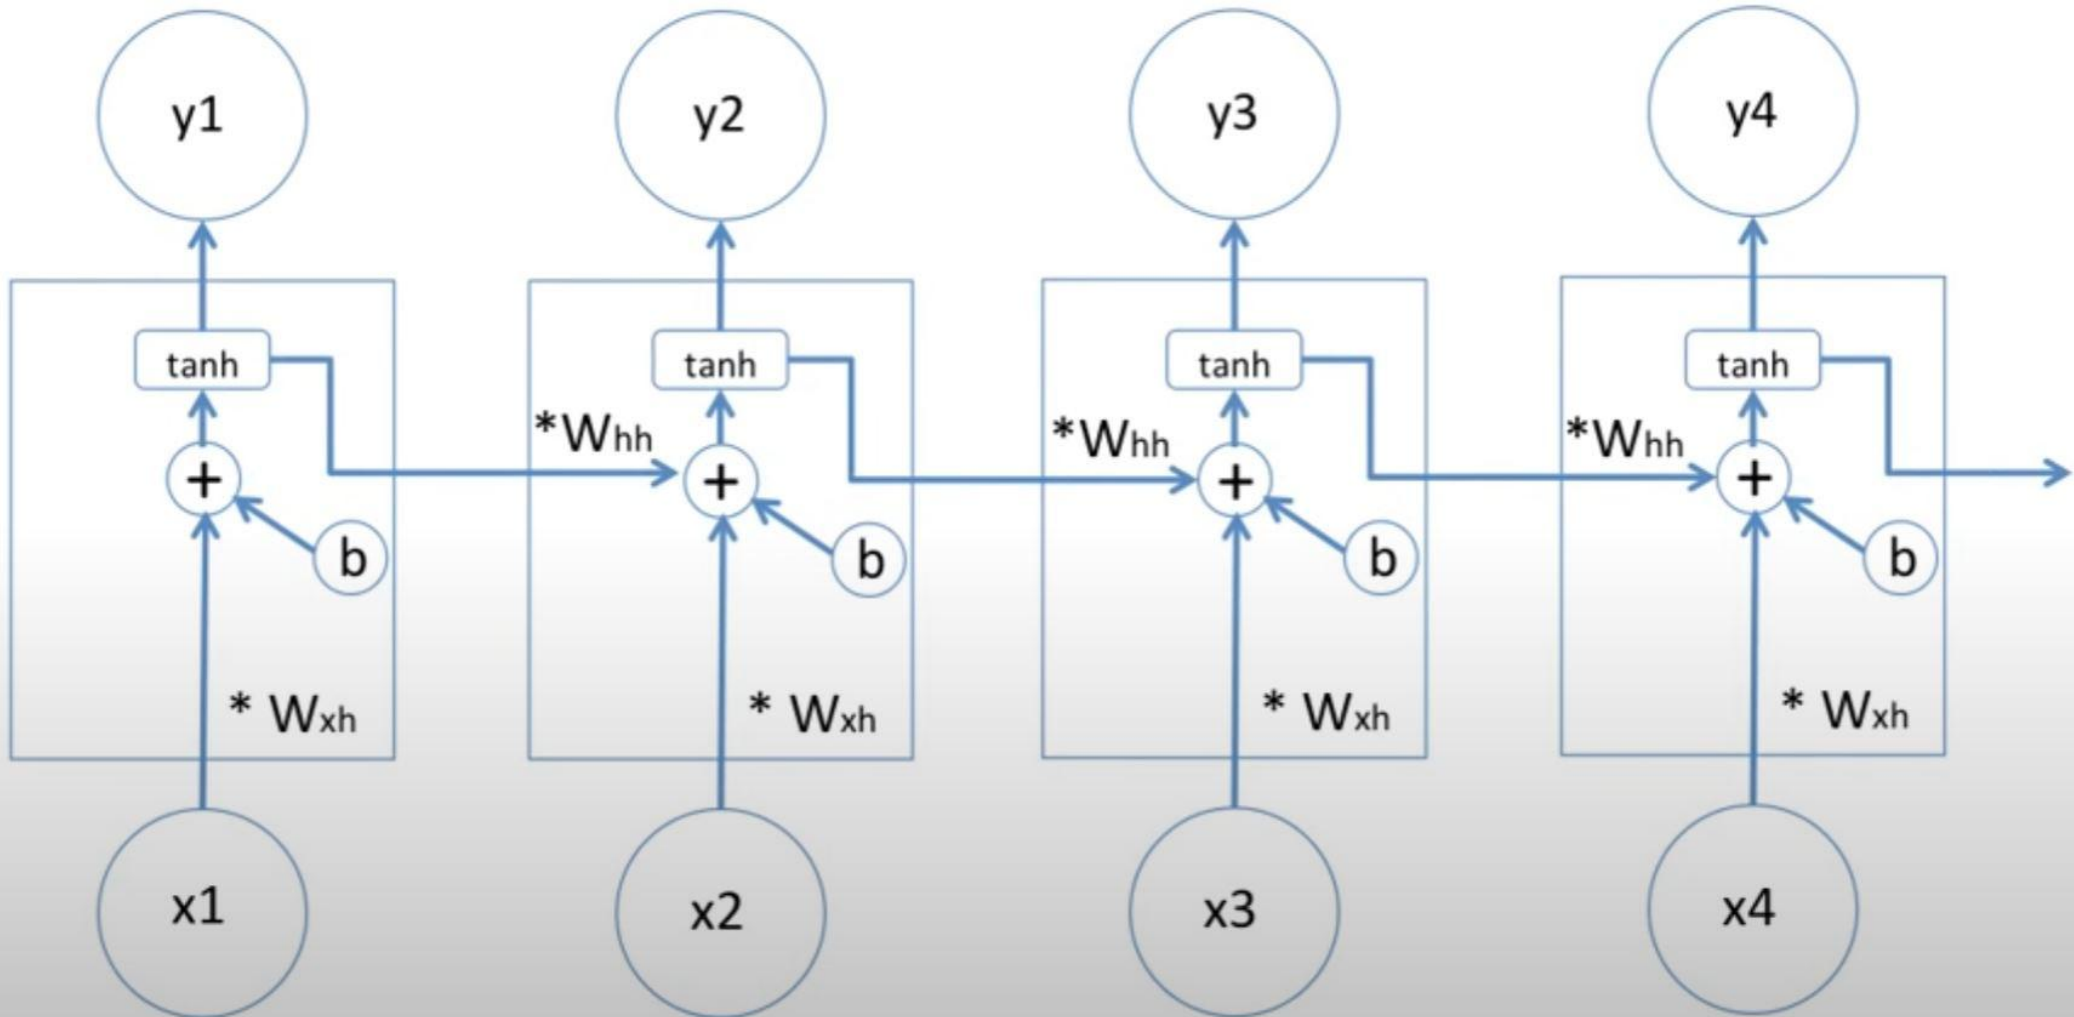 y1 y2 y3 y4
tanh tanh tanh tanh
*Whh *Whh *Whh
+ + + +
b b b b
* Wxh * Wxh * Wxh * Wxh
x1 x2 x3 x4